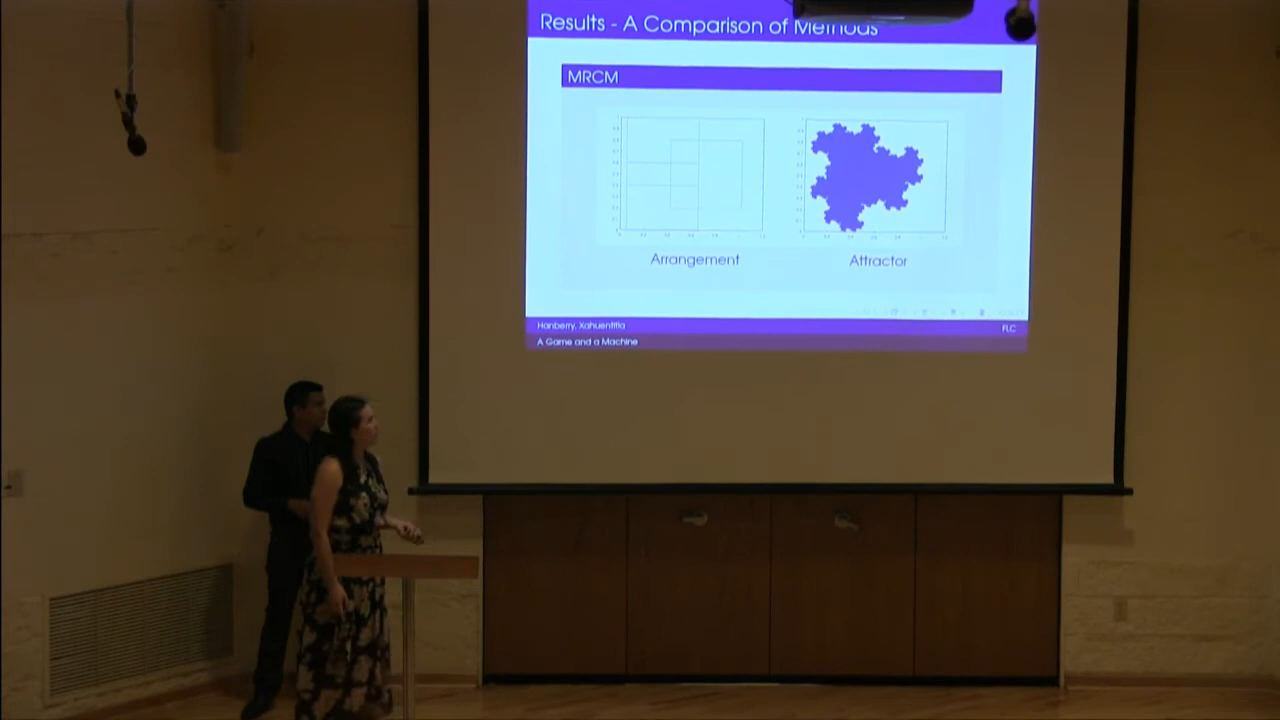 Results - A Comparison of Methods
MRCM
Arrangement
Attractor
Hanberry, Xahuentitla
FLC
A Game and a Machine